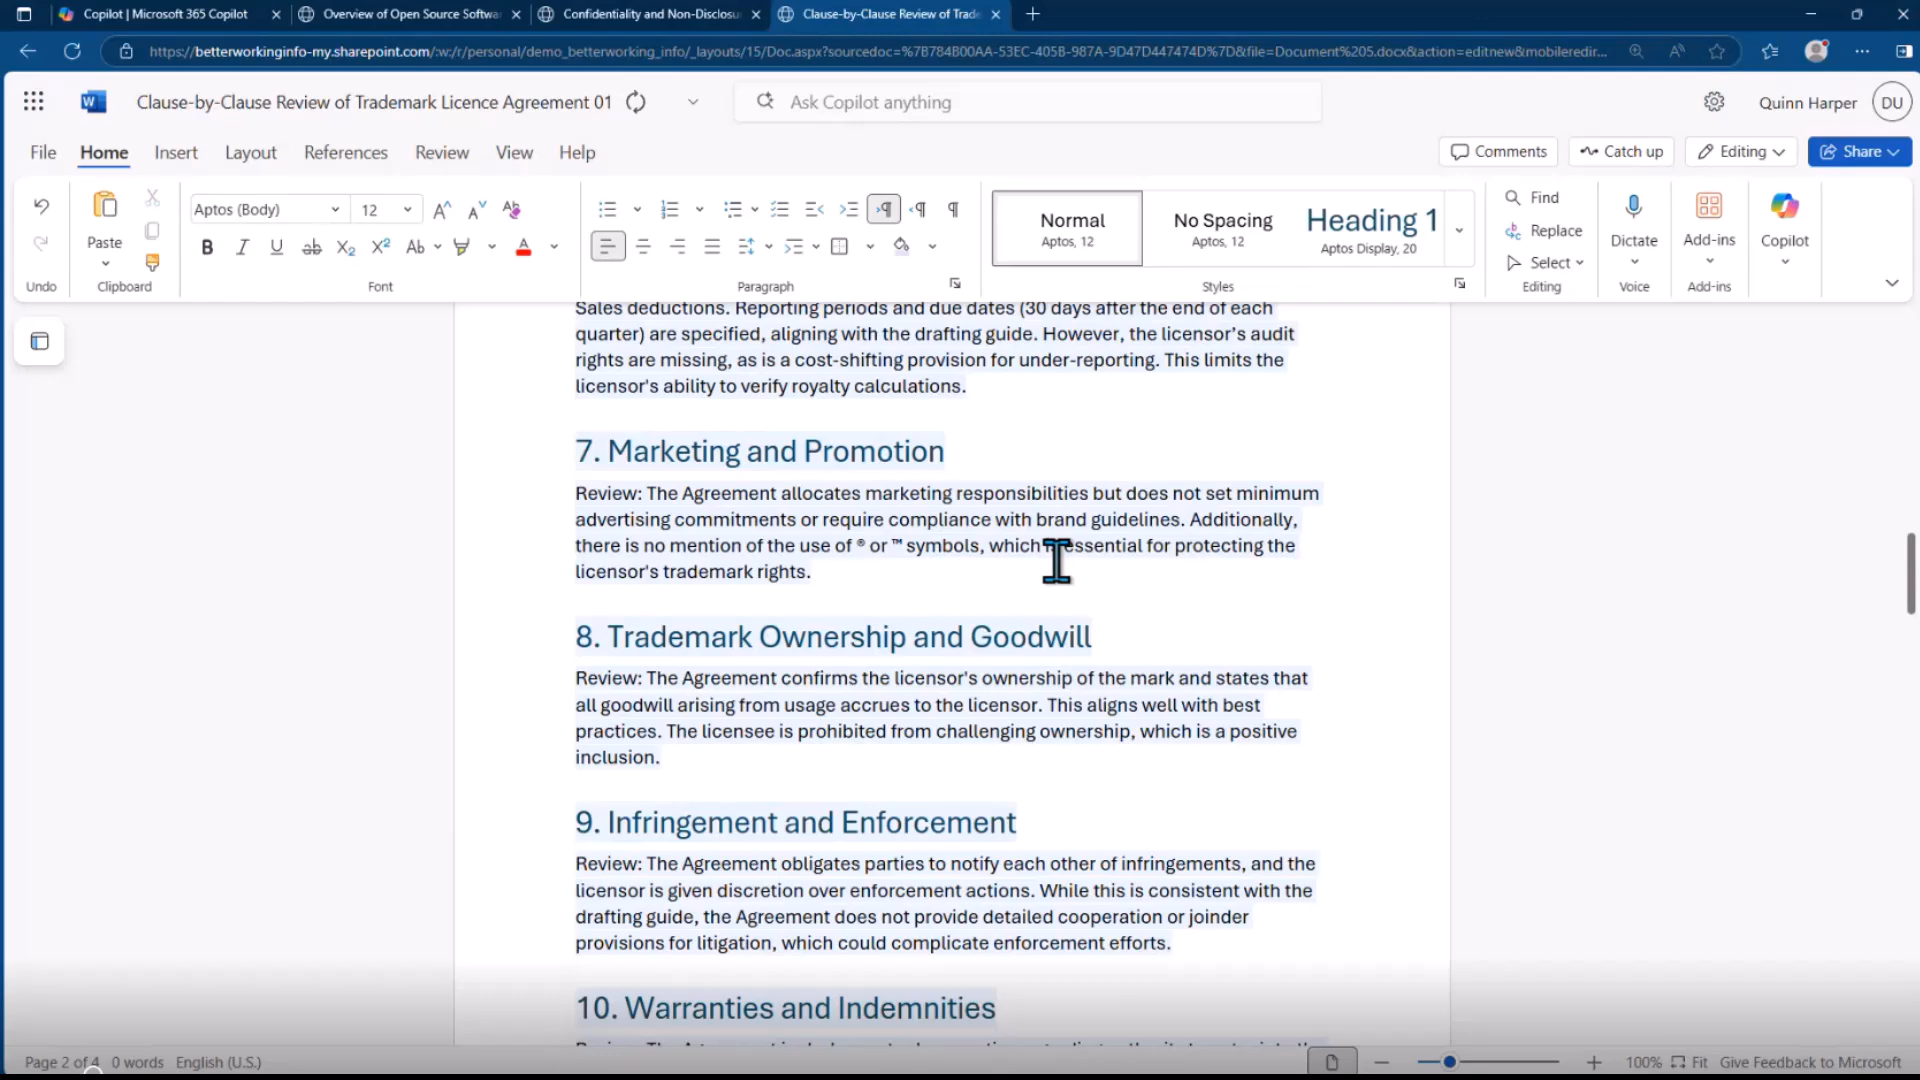 Copilot | Microsoft 365 Copilot
Overview of Open Source Softwa
Confidentiality and Non-Disclosu
Clause-by-Clause Review of Trad
https://betterworkinginfo-my.sharepoint.com/:w:/r/personal/demo_betterworking_info/_layouts/15/Doc.aspx?sourcedoc=%7B784B00AA-53EC-405B-987A-9D47D447474D%7D&file=Document%205.docx&action=editnew&mobileredir...
Clause-by-Clause Review of Trademark Licence Agreement 01
Ask Copilot anything
Quinn Harper
DU
File Home Insert Layout References Review View Help
Comments
Catch up
Editing
Share
Paste
Aptos (Body)
12
Normal
Aptos, 12
No Spacing
Aptos, 12
Heading 1
Aptos Display, 20
Find
Replace
Select
Dictate
Add-ins
Copilot
Undo
Clipboard
Font
Paragraph
Styles
Editing
Voice
Add-ins
Sales deductions. Reporting periods and due dates (30 days after the end of each
quarter) are specified, aligning with the drafting guide. However, the licensor’s audit
rights are missing, as is a cost-shifting provision for under-reporting. This limits the
licensor's ability to verify royalty calculations.
7. Marketing and Promotion
Review: The Agreement allocates marketing responsibilities but does not set minimum
advertising commitments or require compliance with brand guidelines. Additionally,
there is no mention of the use of ® or ™ symbols, which is essential for protecting the
licensor's trademark rights.
8. Trademark Ownership and Goodwill
Review: The Agreement confirms the licensor's ownership of the mark and states that
all goodwill arising from usage accrues to the licensor. This aligns well with best
practices. The licensee is prohibited from challenging ownership, which is a positive
inclusion.
9. Infringement and Enforcement
Review: The Agreement obligates parties to notify each other of infringements, and the
licensor is given discretion over enforcement actions. While this is consistent with the
drafting guide, the Agreement does not provide detailed cooperation or joinder
provisions for litigation, which could complicate enforcement efforts.
10. Warranties and Indemnities
Page 2 of 4 0 words English (U.S.)
100% Fit Give Feedback to Microsoft